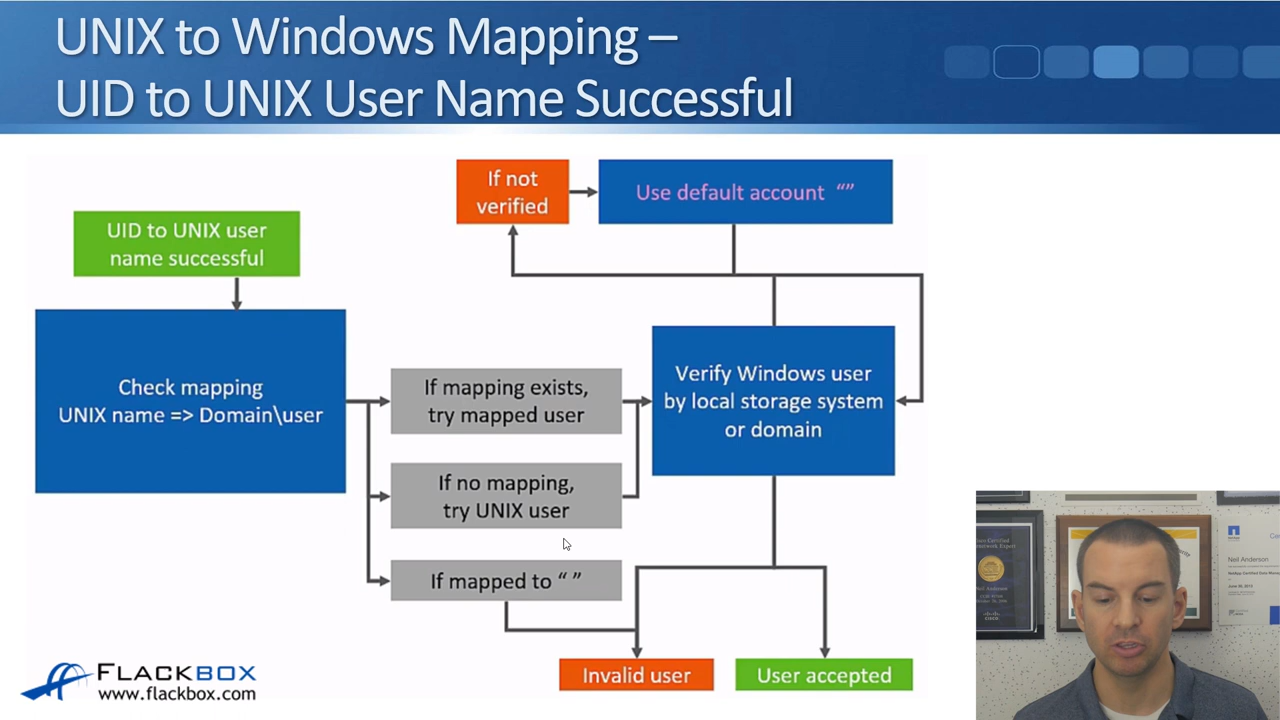 UNIX to Windows Mapping –
UID to UNIX User Name Successful
If not
verified
Use default account “”
UID to UNIX user
name successful
Check mapping
UNIX name => Domain\user
If mapping exists,
try mapped user
If no mapping,
try UNIX user
If mapped to “ ”
Verify Windows user
by local storage system
or domain
Invalid user
User accepted
FLACKBOX
www.flackbox.com
Neil Anderson